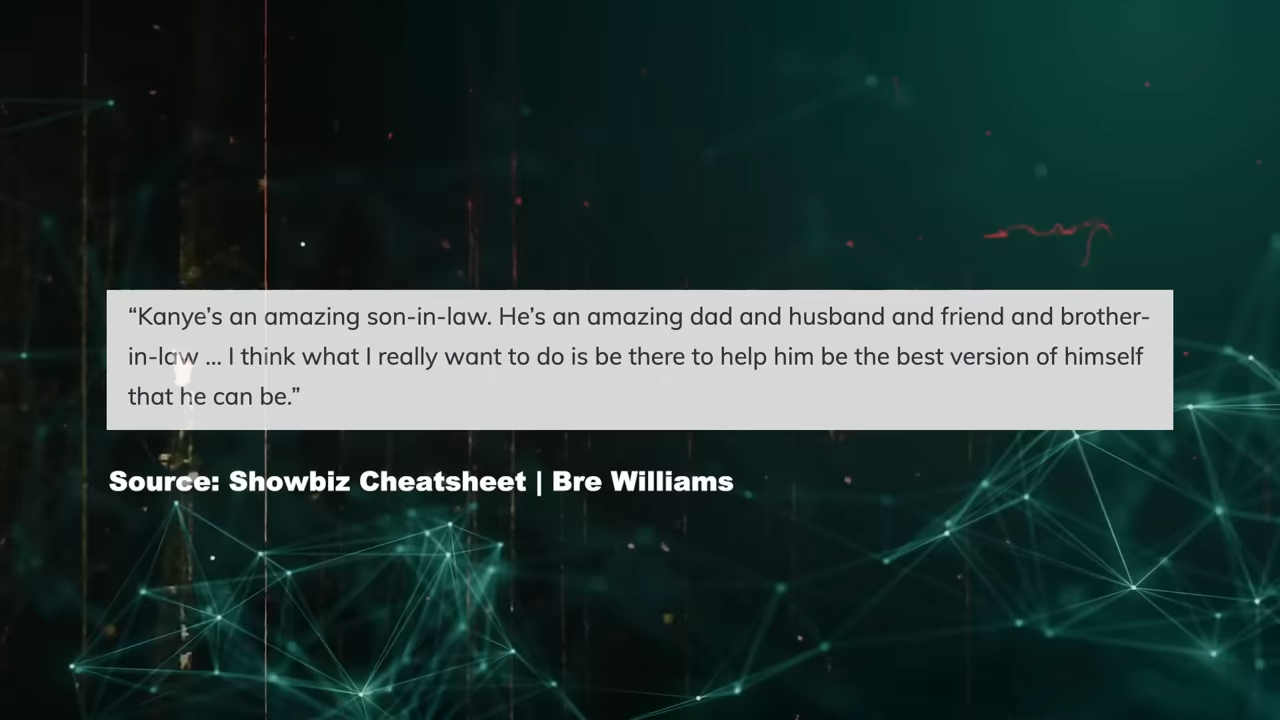 “Kanye’s an amazing son-in-law. He’s an amazing dad and husband and friend and brother-
in-law ... I think what I really want to do is be there to help him be the best version of himself
that he can be.”
Source: Showbiz Cheatsheet | Bre Williams